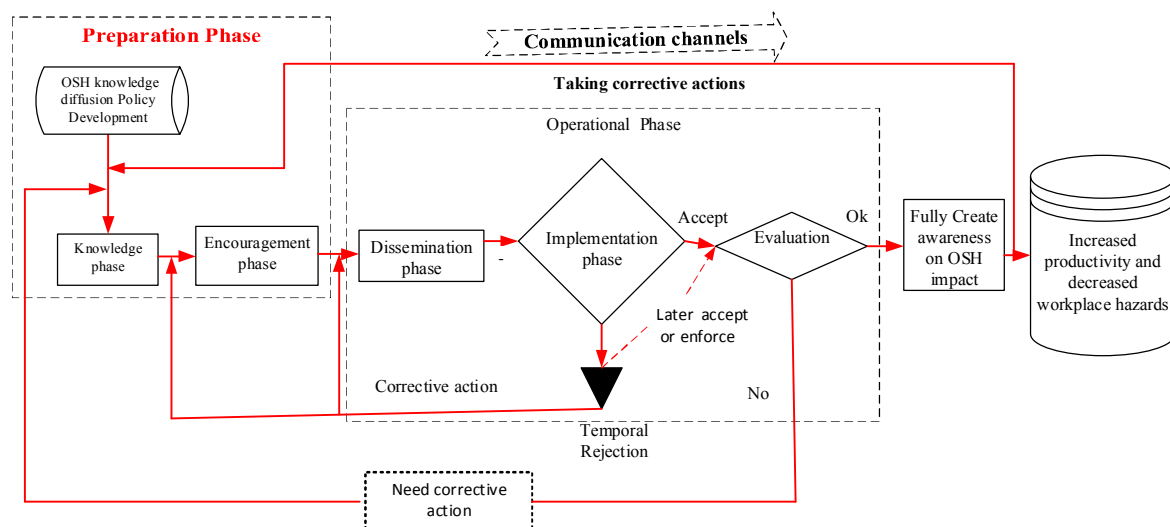 Preparation Phase
Communication channels
OSH knowledge
diffusion Policy
Development
Taking corrective actions
Operational Phase
Knowledge
phase
Encouragement
phase
Dissemination
phase
-
Implementation
phase
Accept
Evaluation
Ok
Fully Create
awareness
on OSH
impact
Increased
productivity and
decreased
workplace hazards
Later accept
or enforce
Corrective action
No
Temporal
Rejection
Need corrective
action